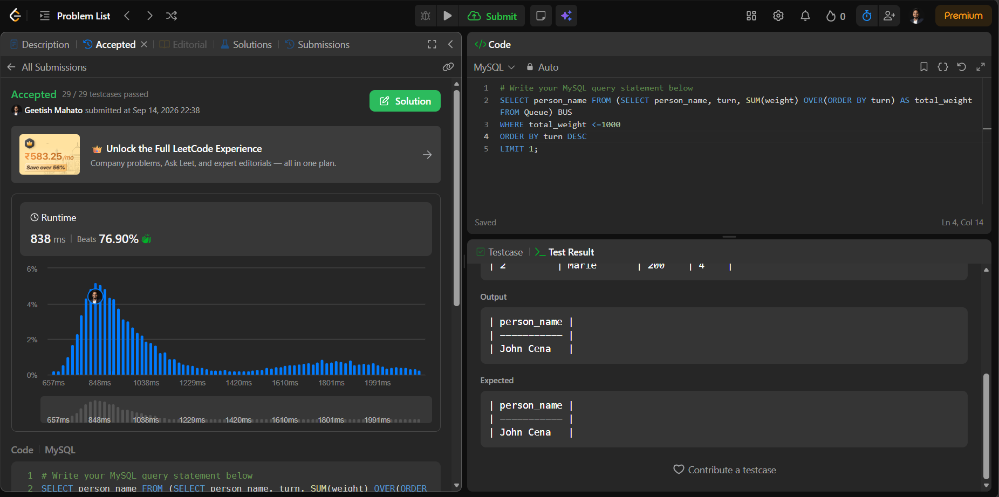 Problem List
Submit
0
Premium
Description
Accepted
Editorial
Solutions
Submissions
All Submissions
Accepted 29 / 29 testcases passed
Geetish Mahato submitted at Sep 14, 2026 22:38
Solution
₹583.25/mo
Save over 56%
Unlock the Full LeetCode Experience
Company problems, Ask Leet, and expert editorials — all in one plan.
Runtime
838 ms | Beats 76.90%
6%
4%
2%
0%
657ms 848ms 1038ms 1229ms 1420ms 1610ms 1801ms 1991ms
657ms 848ms 1038ms 1229ms 1420ms 1610ms 1801ms 1991ms
Code | MySQL
1 # Write your MySQL query statement below
2 SELECT person_name FROM (SELECT person_name, turn, SUM(weight) OVER(ORDER
</> Code
MySQL
Auto
1 # Write your MySQL query statement below
2 SELECT person_name FROM (SELECT person_name, turn, SUM(weight) OVER(ORDER BY turn) AS total_weight
FROM Queue) BUS
3 WHERE total_weight <=1000
4 ORDER BY turn DESC
5 LIMIT 1;
Saved
Ln 4, Col 14
Testcase
Test Result
| 2 | Marie | 200 | 4 |
Output
| person_name |
| ----------- |
| John Cena |
Expected
| person_name |
| ----------- |
| John Cena |
Contribute a testcase